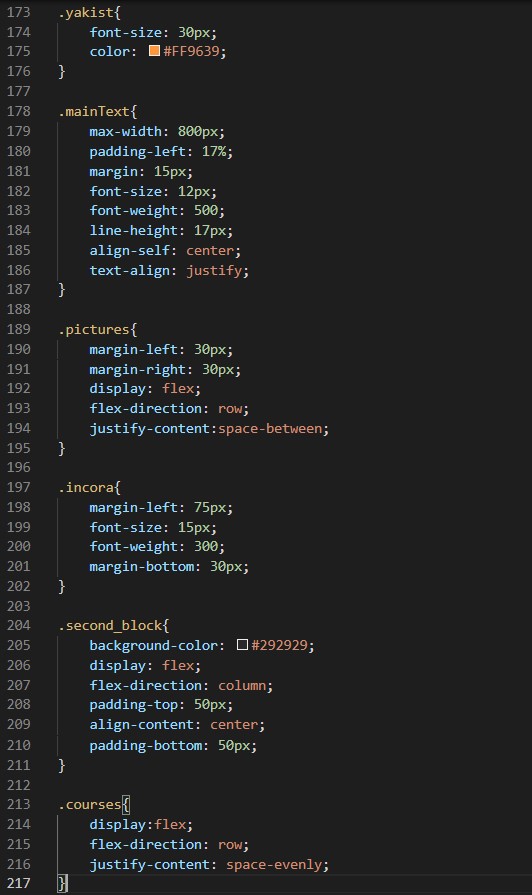 173 .yakist{
174     font-size: 30px;
175     color: #FF9639;
176 }
177
178 .mainText{
179     max-width: 800px;
180     padding-left: 17%;
181     margin: 15px;
182     font-size: 12px;
183     font-weight: 500;
184     line-height: 17px;
185     align-self: center;
186     text-align: justify;
187 }
188
189 .pictures{
190     margin-left: 30px;
191     margin-right: 30px;
192     display: flex;
193     flex-direction: row;
194     justify-content:space-between;
195 }
196
197 .incora{
198     margin-left: 75px;
199     font-size: 15px;
200     font-weight: 300;
201     margin-bottom: 30px;
202 }
203
204 .second_block{
205     background-color: #292929;
206     display: flex;
207     flex-direction: column;
208     padding-top: 50px;
209     align-content: center;
210     padding-bottom: 50px;
211 }
212
213 .courses{
214     display:flex;
215     flex-direction: row;
216     justify-content: space-evenly;
217 }